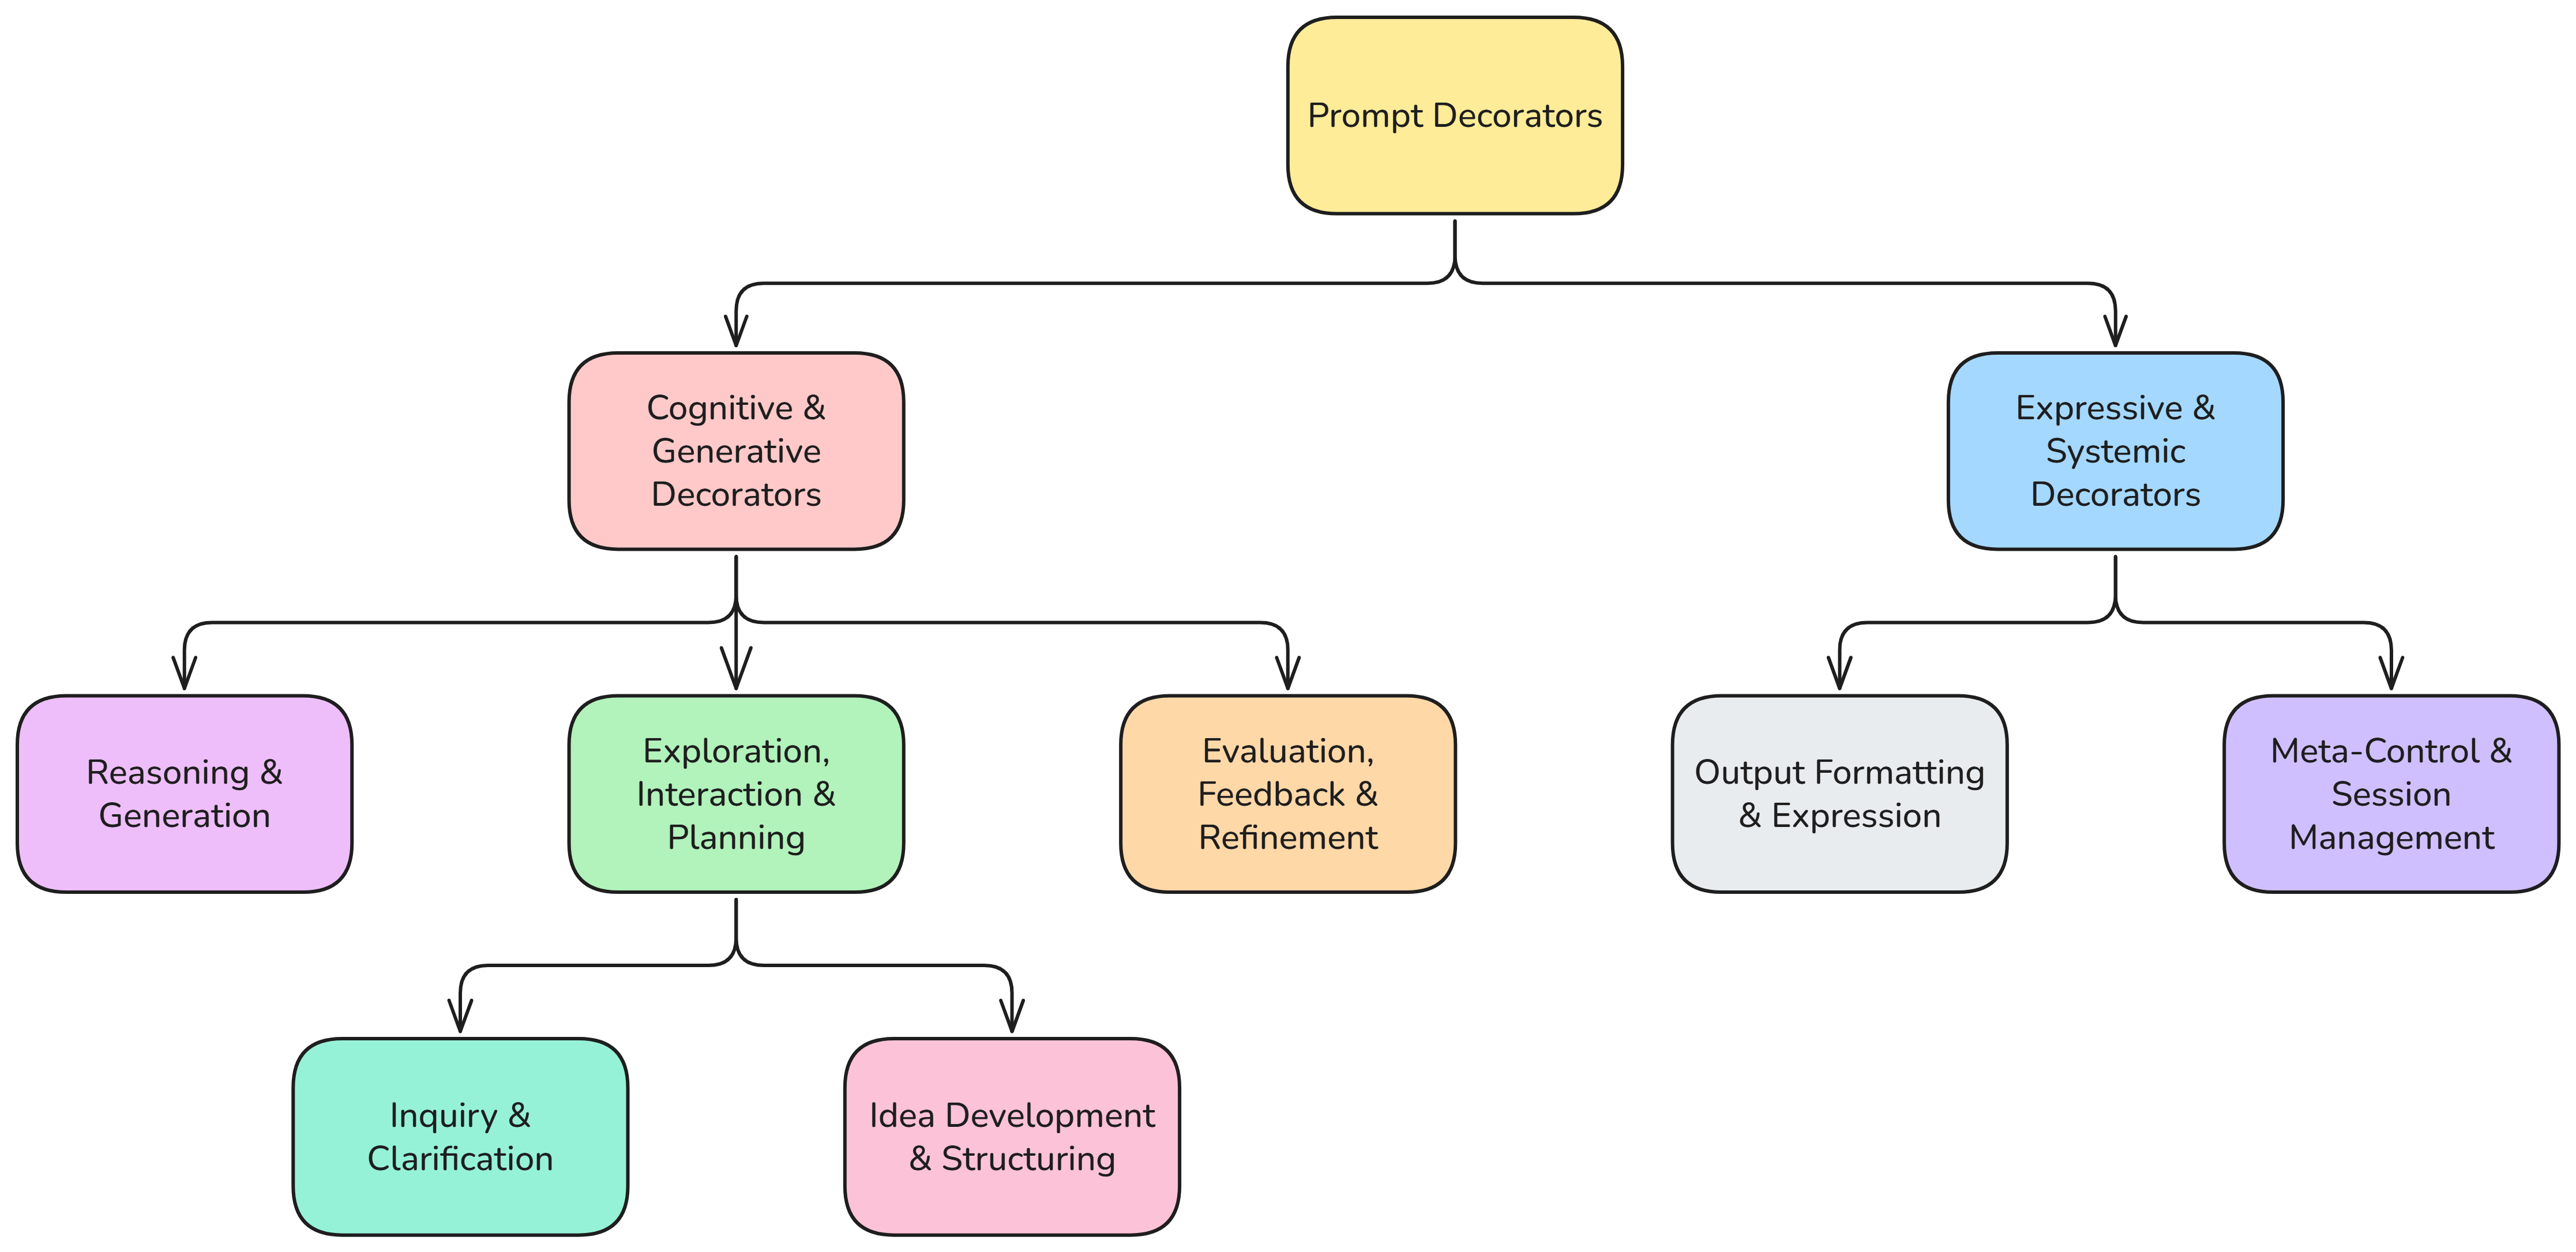 Prompt Decorators
Cognitive &
Generative
Decorators
Expressive &
Systemic
Decorators
Reasoning &
Generation
Exploration,
Interaction &
Planning
Evaluation,
Feedback &
Refinement
Output Formatting
& Expression
Meta-Control &
Session
Management
Inquiry &
Clarification
Idea Development
& Structuring